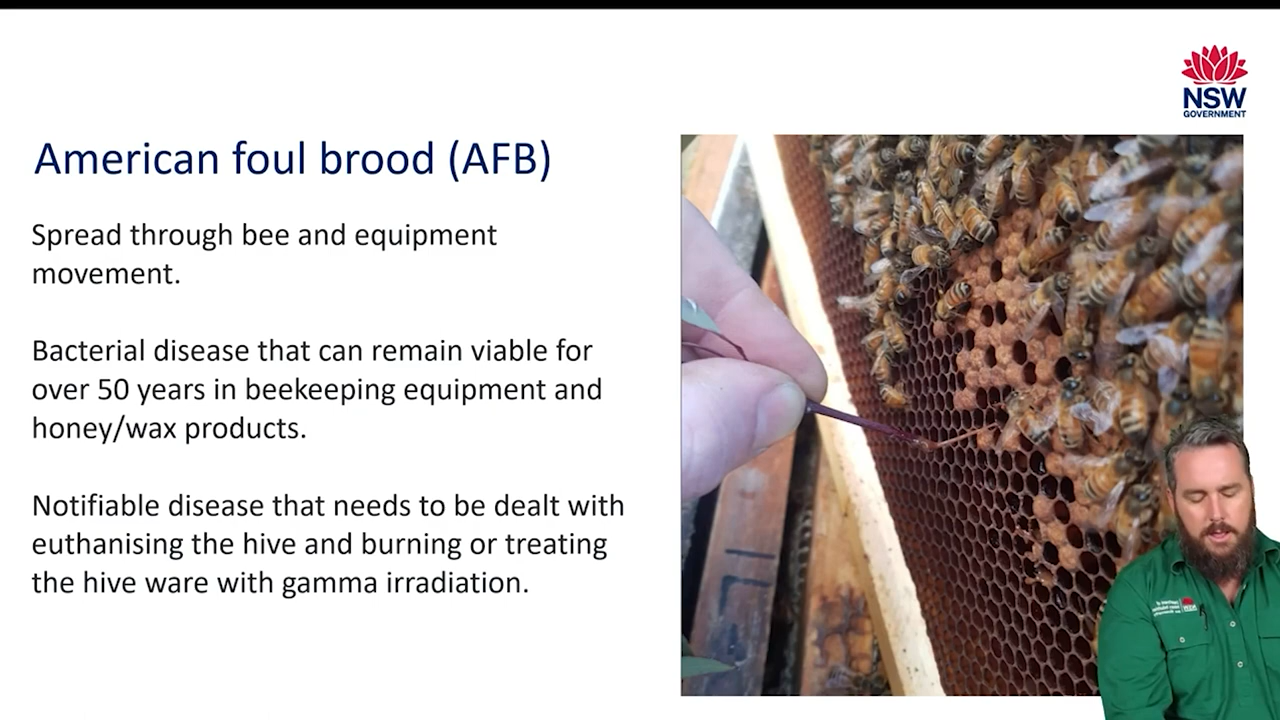 NSW
GOVERNMENT
American foul brood (AFB)
Spread through bee and equipment
movement.
Bacterial disease that can remain viable for
over 50 years in beekeeping equipment and
honey/wax products.
Notifiable disease that needs to be dealt with
euthanising the hive and burning or treating
the hive ware with gamma irradiation.